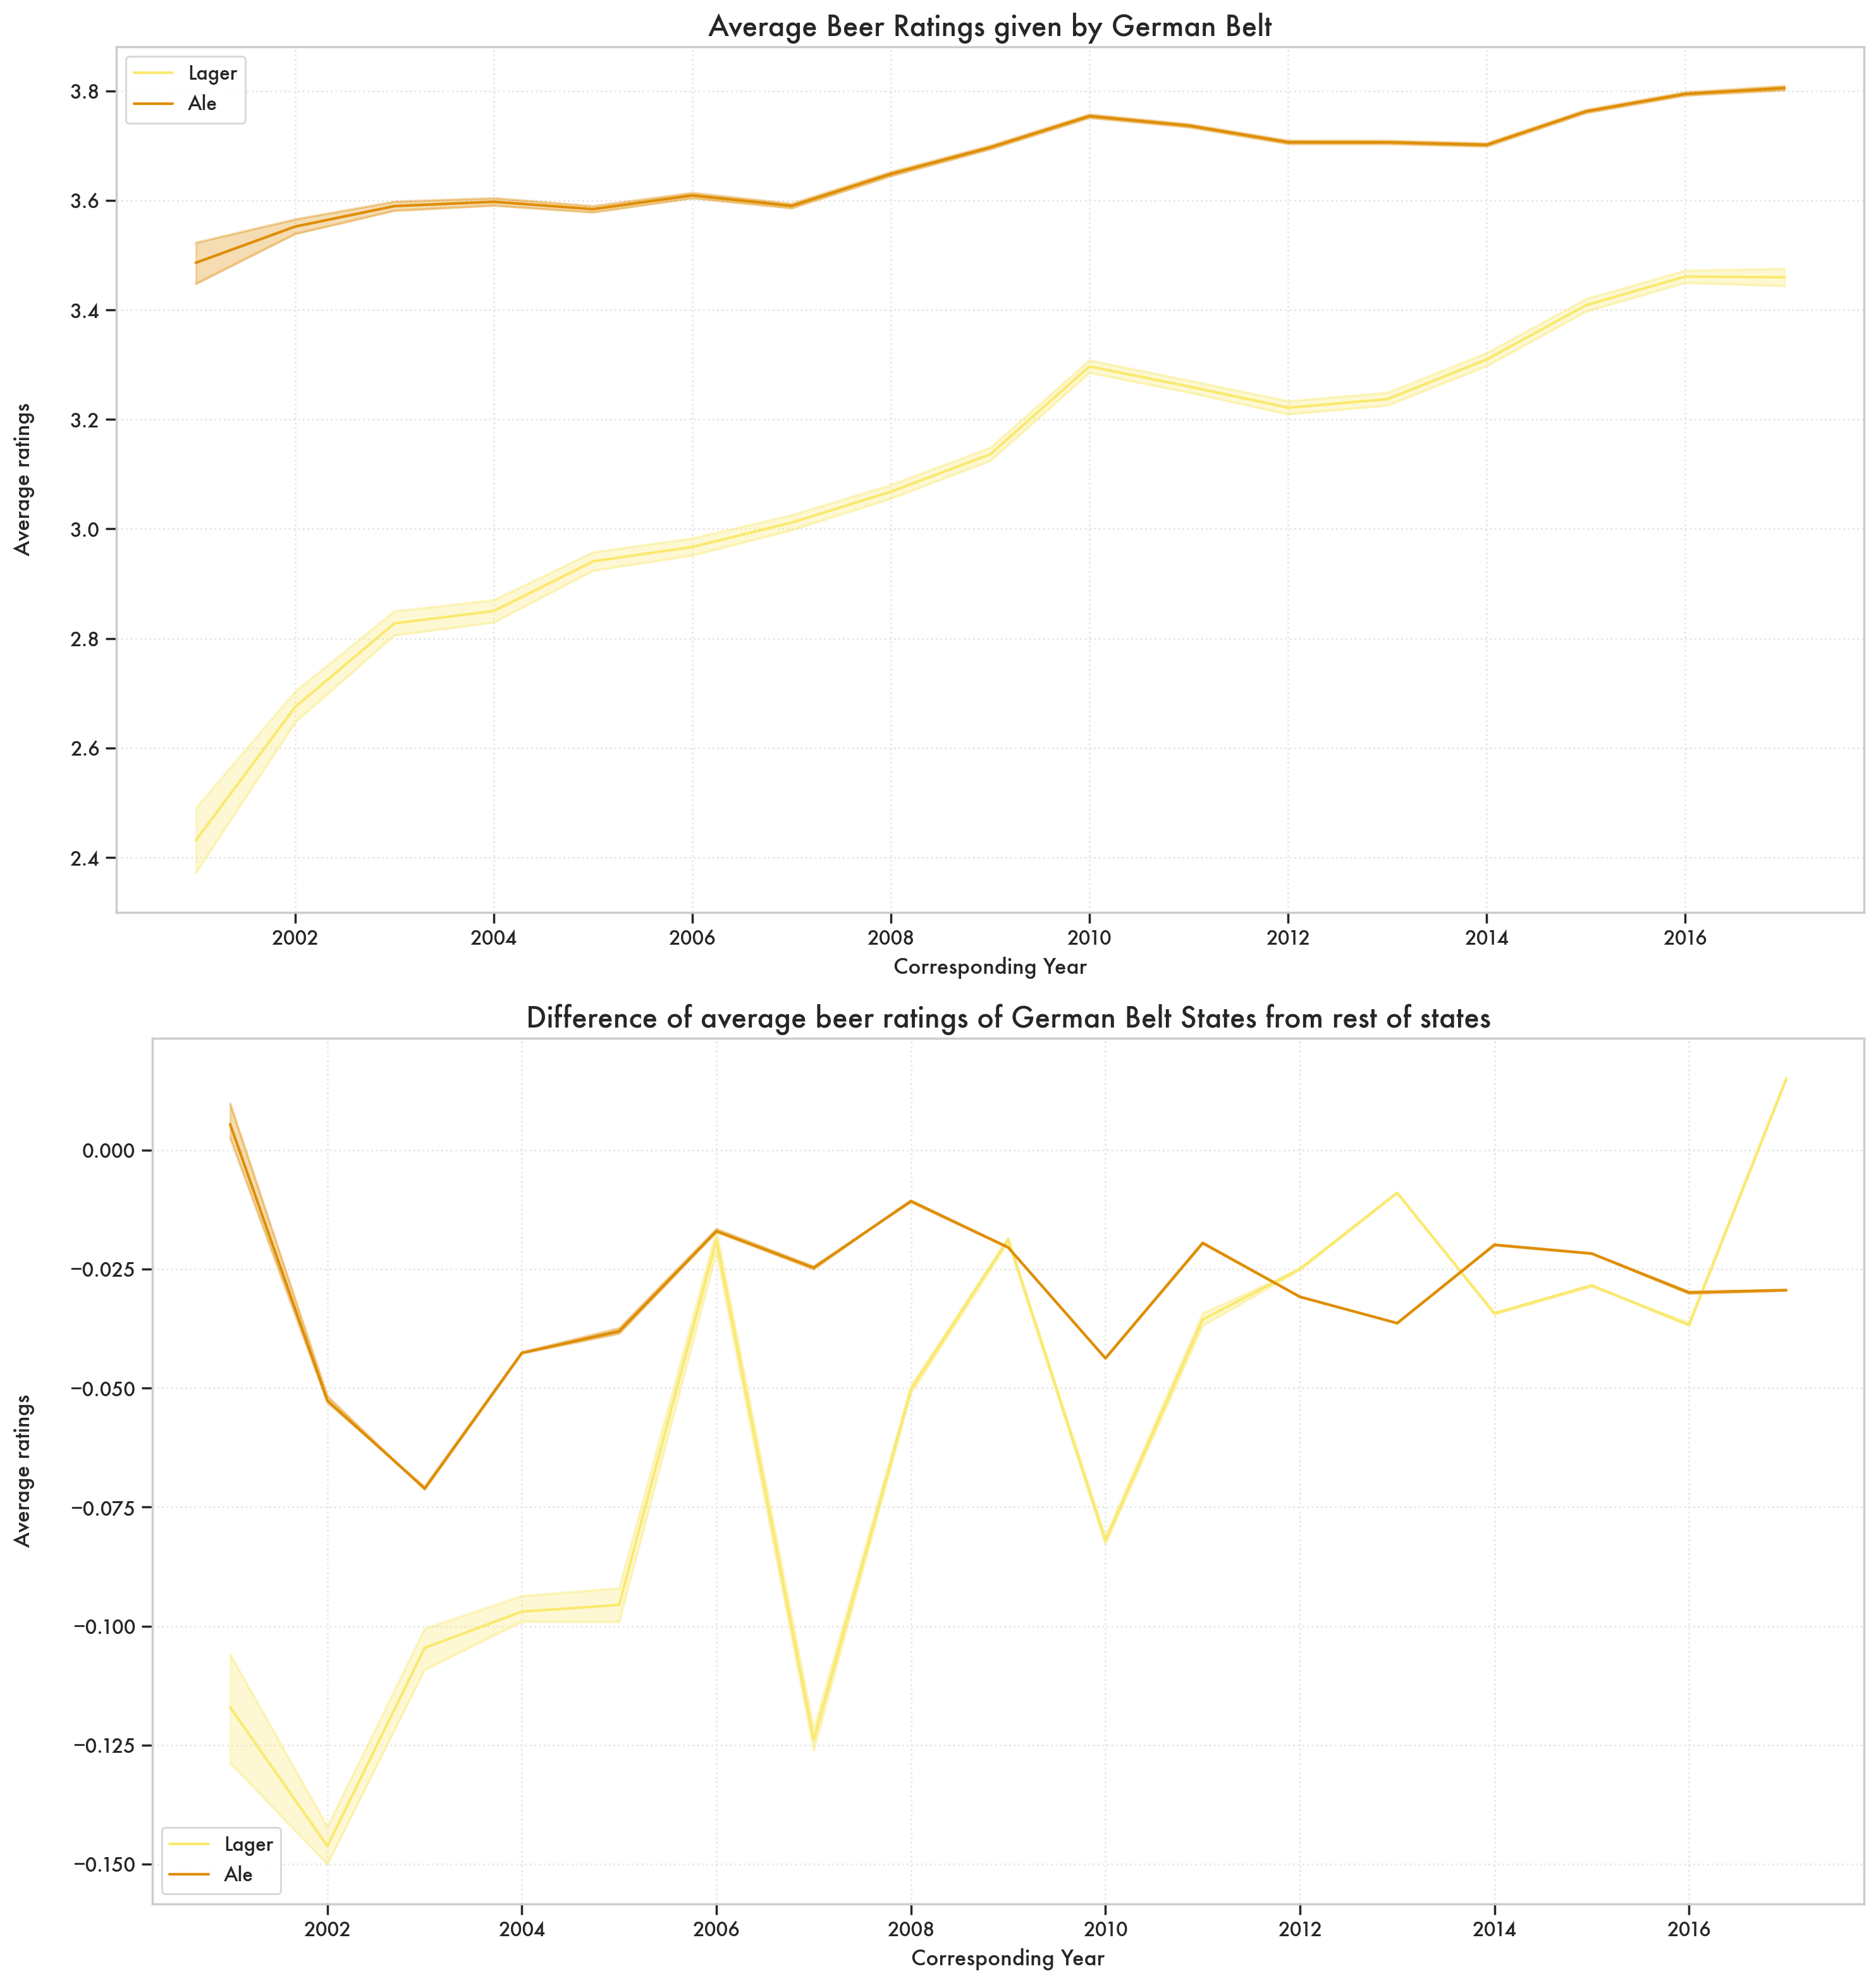 Average Beer Ratings given by German Belt
Lager
Ale
3.8
3.6
3.4
3.2
3.0
2.8
2.6
2.4
Average ratings
2002 2004 2006 2008 2010 2012 2014 2016
Corresponding Year
Difference of average beer ratings of German Belt States from rest of states
0.000
−0.025
−0.050
−0.075
−0.100
−0.125
−0.150
Average ratings
Lager
Ale
2002 2004 2006 2008 2010 2012 2014 2016
Corresponding Year